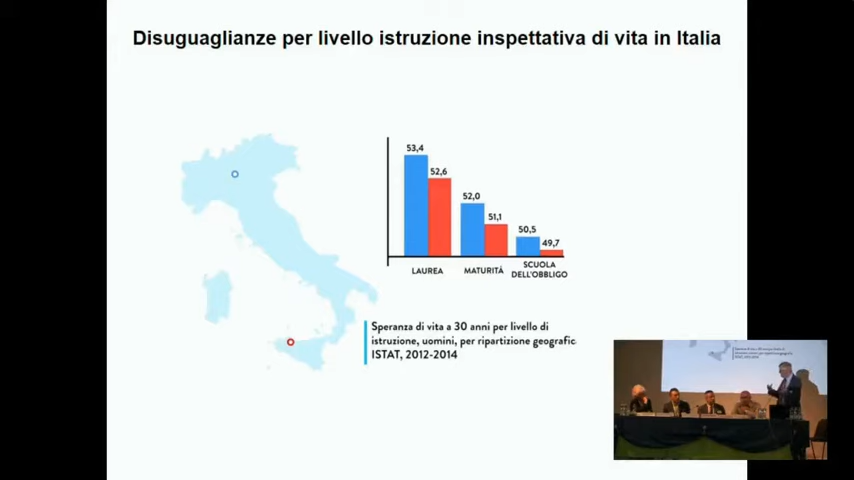 Disuguaglianze per livello istruzione inspettativa di vita in Italia
53,4
52,6
52,0
51,1
50,5
49,7
LAUREA
MATURITÁ
SCUOLA
DELL'OBBLIGO
Speranza di vita a 30 anni per livello di
istruzione, uomini, per ripartizione geografic
ISTAT, 2012-2014